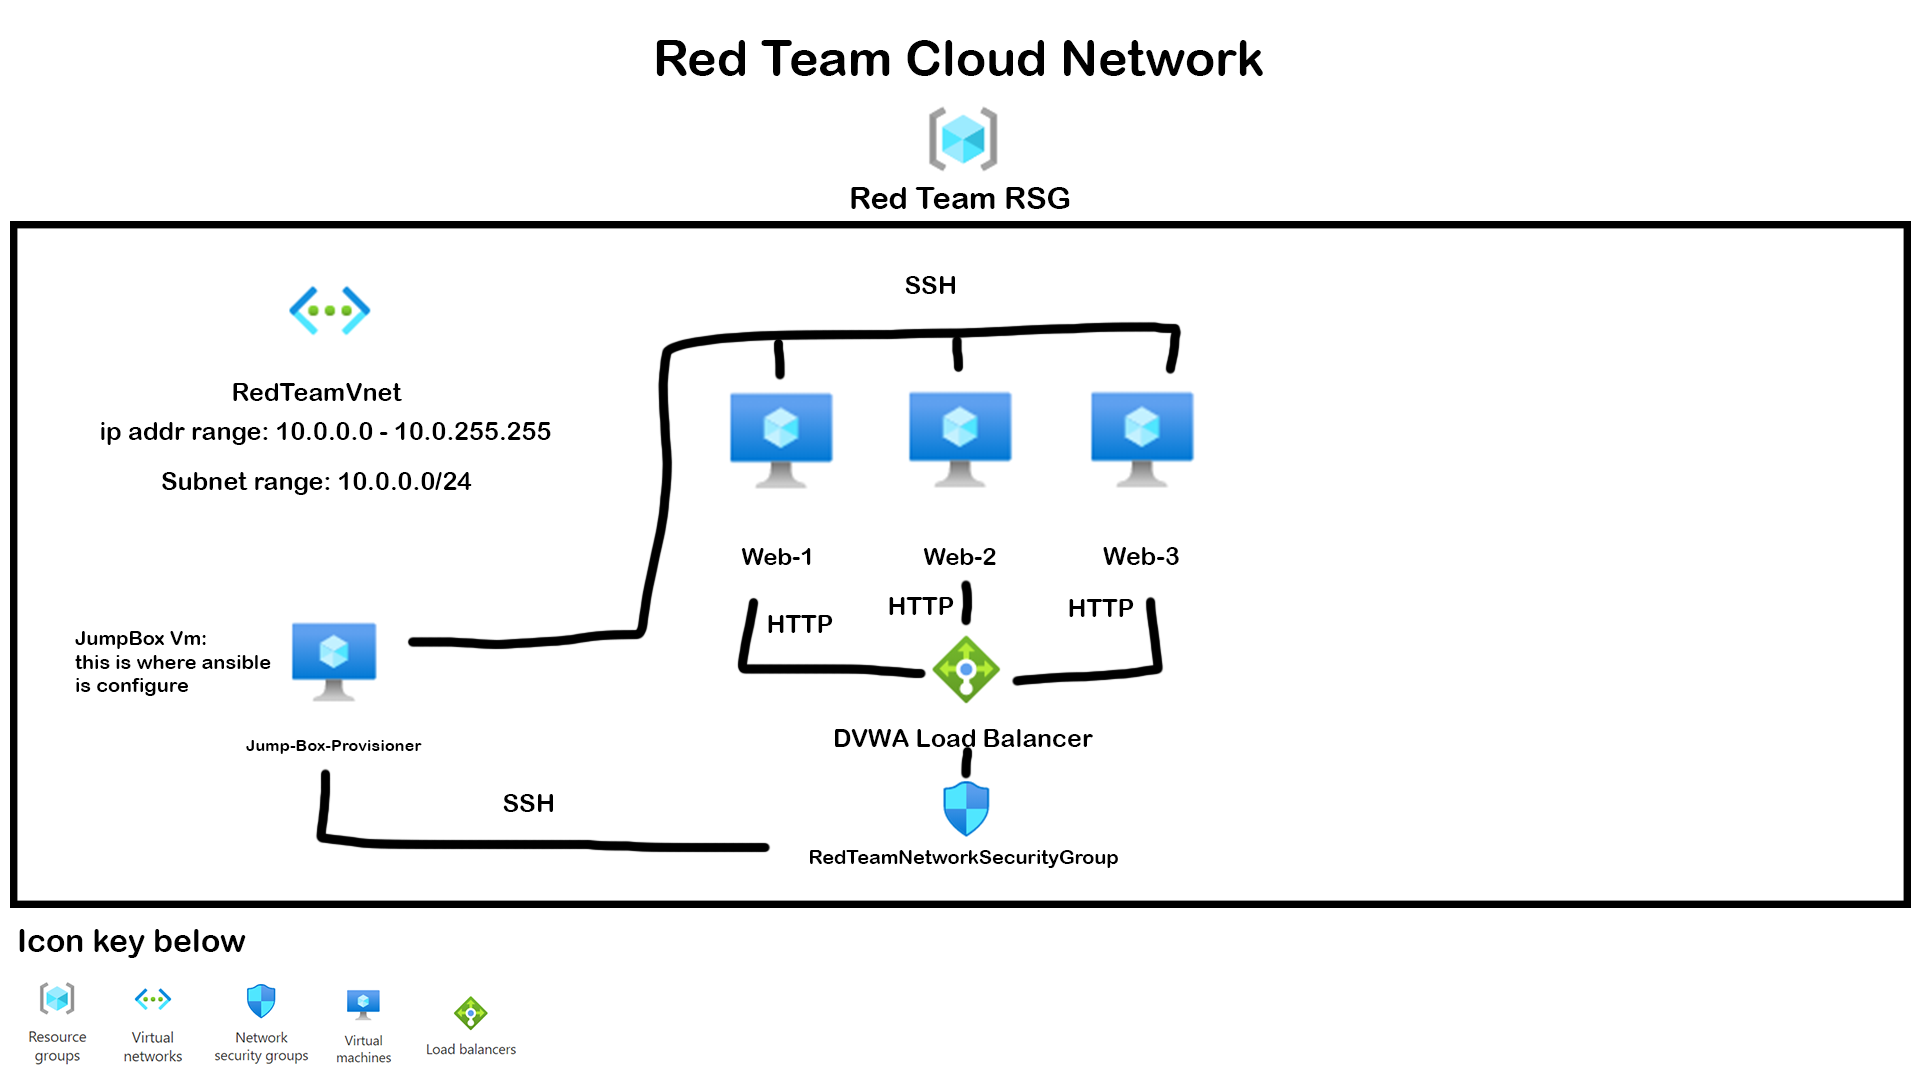 Red Team Cloud Network
Red Team RSG
SSH
RedTeamVnet
ip addr range: 10.0.0.0 - 10.0.255.255
Subnet range: 10.0.0.0/24
Web-1
Web-2
Web-3
HTTP
HTTP
HTTP
JumpBox Vm:
this is where ansible
is configure
Jump-Box-Provisioner
DVWA Load Balancer
SSH
RedTeamNetworkSecurityGroup
Icon key below
Resource
groups
Virtual
networks
Network
security groups
Virtual
machines
Load balancers